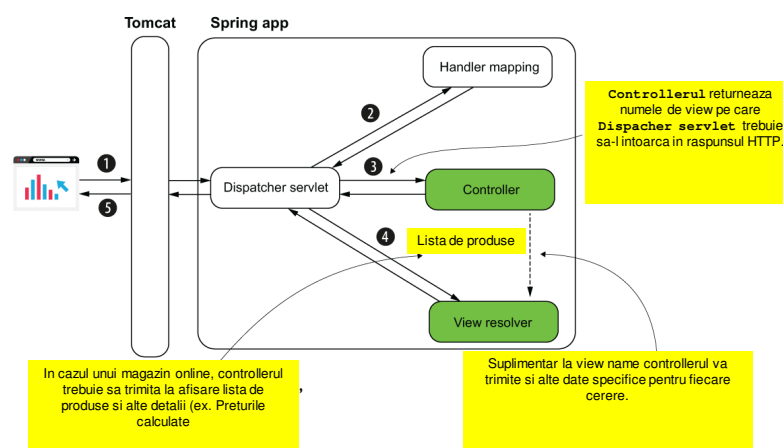 Tomcat
Spring app
Handler mapping
Controllerul returneaza
numele de view pe care
Dispacher servlet trebuie
sa-l intoarca in raspunsul HTTP.
2
1
3
Dispatcher servlet
Controller
5
4
Lista de produse
View resolver
In cazul unui magazin online, controllerul
trebuie sa trimita la afisare lista de
produse si alte detalii (ex. Preturile
calculate
,
Suplimentar la view name controllerul va
trimite si alte date specifice pentru fiecare
cerere.